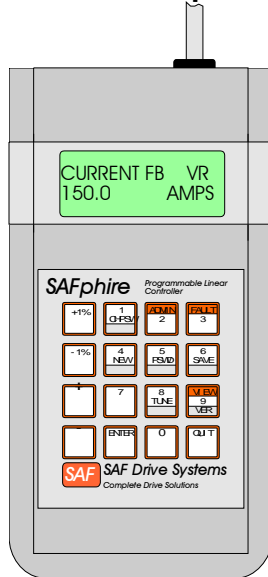 CURRENT FB VR
150.0 AMPS
SAFphire Programmable Linear
Controller
+1% 1 ADMIN FAULT
CHPSW 2 3
-1% 4 5 6
NEW PSWD SAVE
7 8 VIEW
TUNE 9
VER
ENTER 0 QUIT
SAF SAF Drive Systems
Complete Drive Solutions